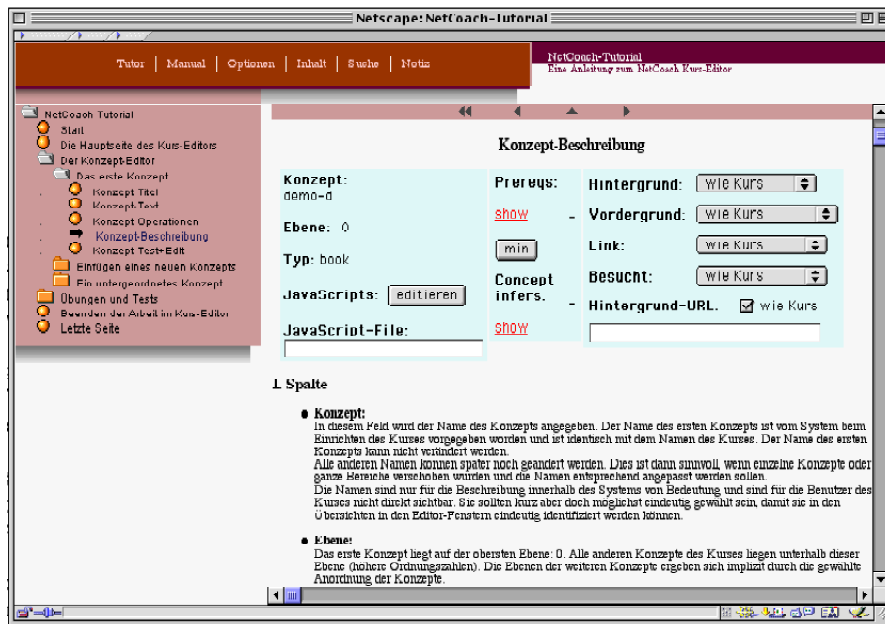 Netscape: NetCoach-Tutorial
Tutor | Manual | Optionen | Inhalt | Suche | Notiz
NetCoach-Tutorial
Eine Anleitung zum NetCoach Kurs-Editor
NetCoach Tutorial
Start
Die Hauptseite des Kurs-Editors
Der Konzept-Editor
Das erste Konzept
Konzept Titel
Konzept-Text
Konzept Operationen
Konzept-Beschreibung
Konzept Test+Edit
Einfügen eines neuen Konzepts
Ein untergeordnetes Konzept
Übungen und Tests
Beenden der Arbeit im Kurs-Editor
Letzte Seite
Konzept-Beschreibung
Konzept:
demo-d
Ebene: 0
Typ: book
JavaScripts: editieren
JavaScript-File:
Prereqs:
show
min
Concept
infers.
show
Hintergrund: wie Kurs
Vordergrund: wie Kurs
Link: wie Kurs
Besucht: wie Kurs
Hintergrund-URL. wie Kurs
1. Spalte
Konzept:
In diesem Feld wird der Name des Konzepts angegeben. Der Name des ersten Konzepts ist vom System beim
Einrichten des Kurses vorgegeben worden und ist identisch mit dem Namen des Kurses. Der Name des ersten
Konzepts kann nicht verändert werden.
Alle anderen Namen können später noch geändert werden. Dies ist dann sinnvoll, wenn einzelne Konzepte oder
ganze Bereiche verschoben wurden und die Namen entsprechend angepasst werden sollen.
Die Namen sind nur für die Beschreibung innerhalb des Systems von Bedeutung und sind für die Benutzer des
Kurses nicht direkt sichtbar. Sie sollten kurz aber doch möglichst eindeutig gewählt sein, damit sie in den
Übersichten in den Editor-Fenstern eindeutig identifiziert werden können.
Ebene:
Das erste Konzept liegt auf der obersten Ebene: 0. Alle anderen Konzepte des Kurses liegen unterhalb dieser
Ebene (höhere Ordnungszahlen). Die Ebenen der weiteren Konzepte ergeben sich implizit durch die gewählte
Anordnung der Konzepte.